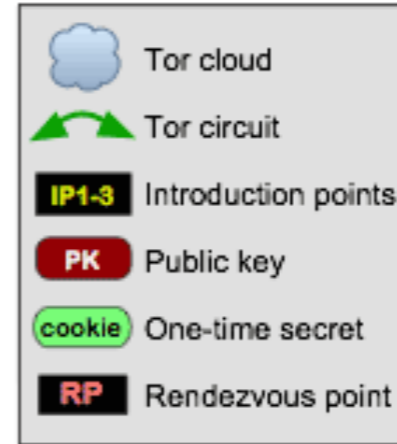 Tor cloud
Tor circuit
IP1-3 Introduction points
PK Public key
cookie One-time secret
RP Rendezvous point